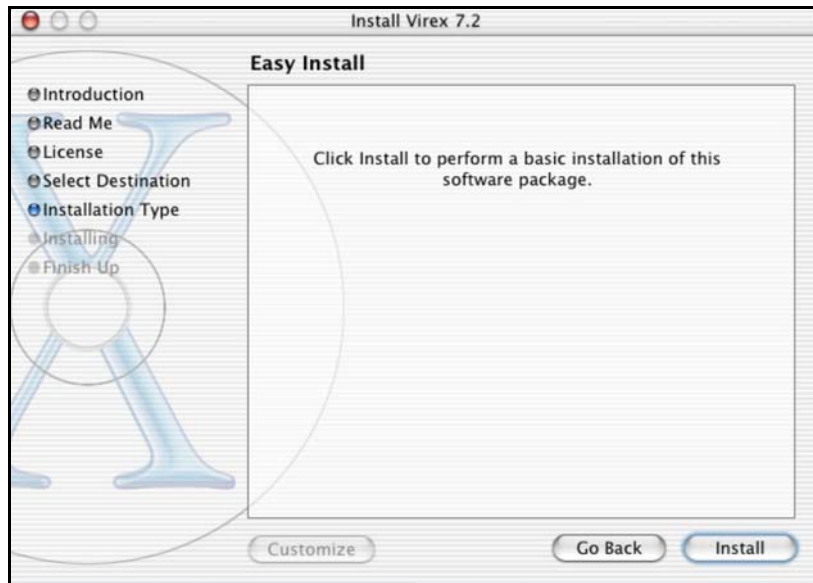 Install Virex 7.2
Easy Install
Introduction
Read Me
License
Select Destination
Installation Type
Installing
Finish Up
Click Install to perform a basic installation of this
software package.
Customize
Go Back
Install